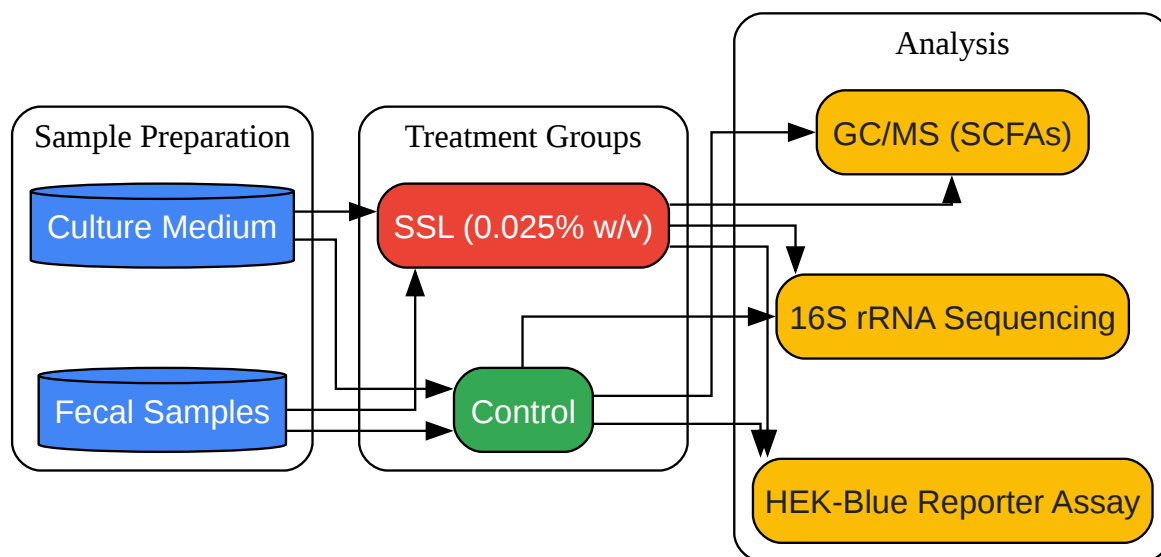 Sample Preparation
Culture Medium
Fecal Samples
Treatment Groups
SSL (0.025% w/v)
Control
Analysis
GC/MS (SCFAs)
16S rRNA Sequencing
HEK-Blue Reporter Assay